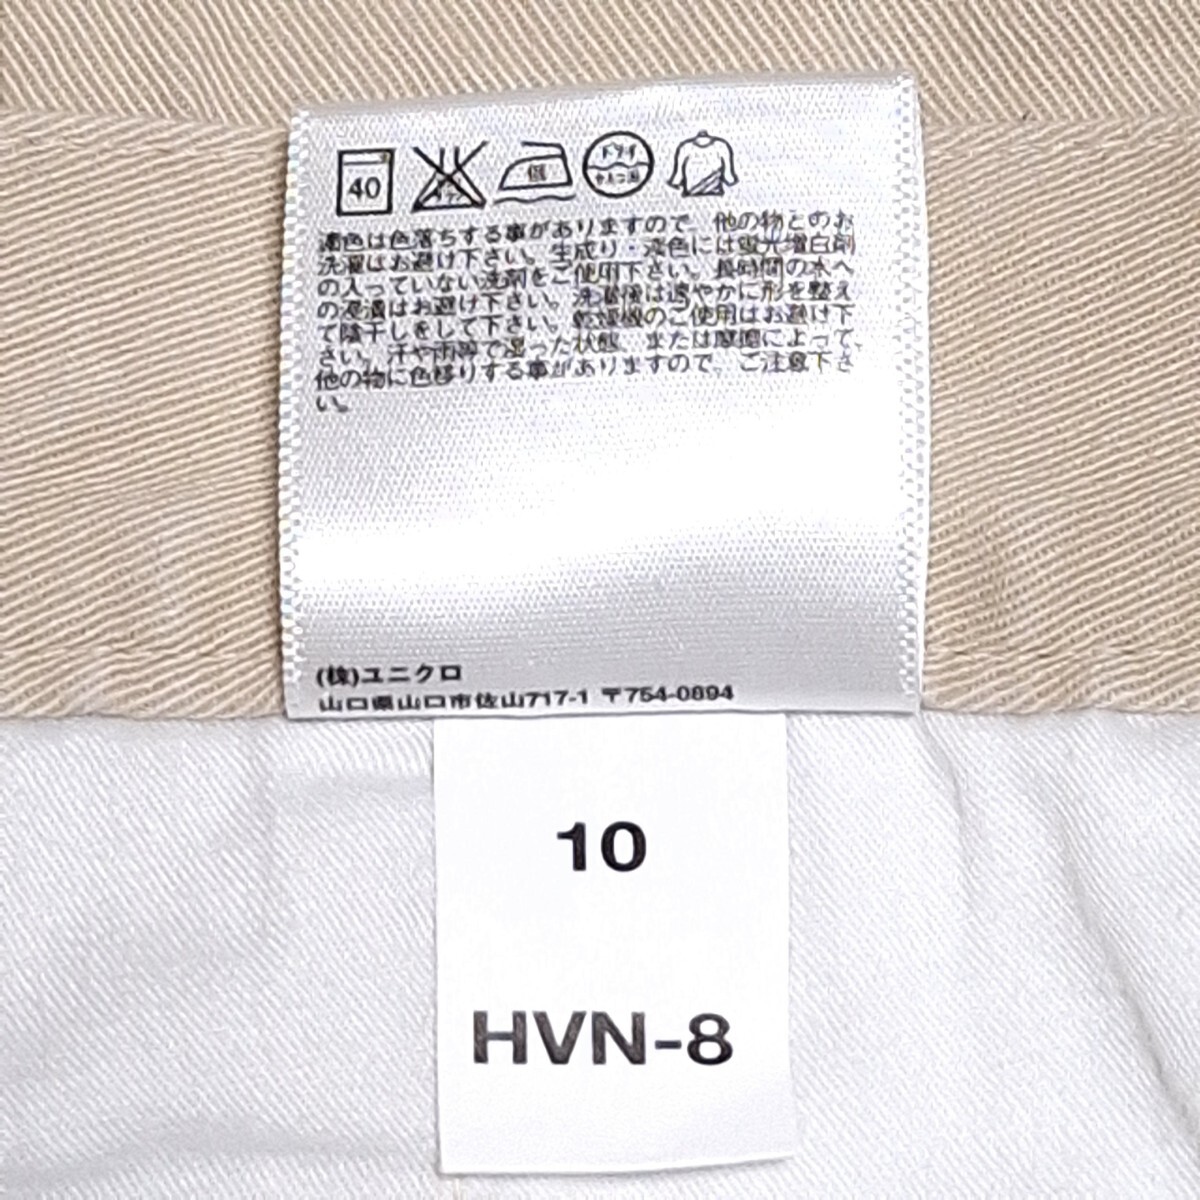 40
ドライ
濃色は色落ちする事がありますので、他の物とのお
洗濯はお避け下さい。生成り・淡色には蛍光増白剤
の入っていない洗剤をご使用下さい。長時間の水へ
の浸漬はお避け下さい。洗濯後は速やかに形を整え
て陰干しをして下さい。乾燥機のご使用はお避け下
さい。汗や雨等で湿った状態、または摩擦によって、
他の物に色移りする事がありますので、ご注意下さ
い。
(株)ユニクロ
山口県山口市佐山717-1 〒754-0894
10
HVN-8